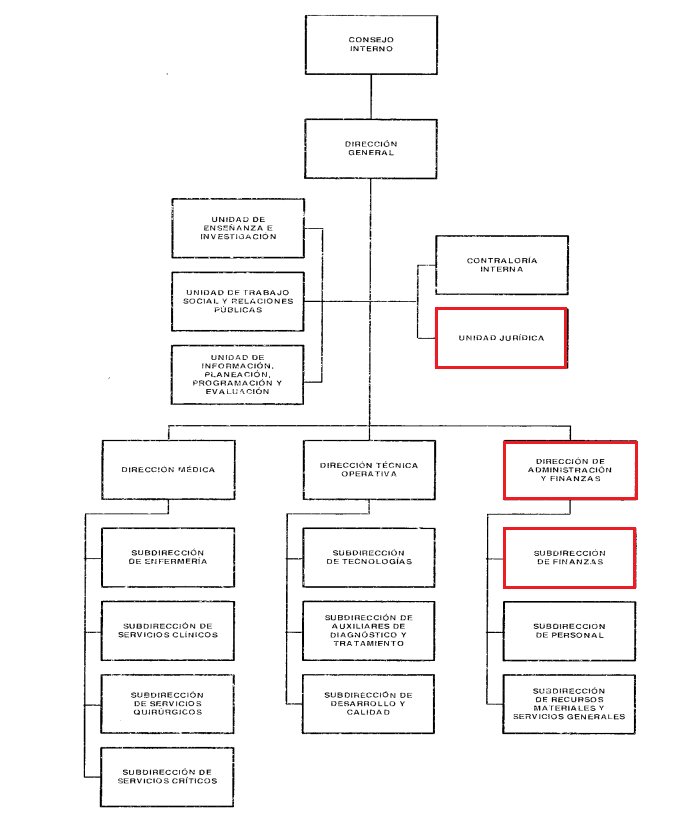 CONSEJO
INTERNO
DIRECCIÓN
GENERAL
UNIDAD DE
ENSEÑANZA E
INVESTIGACIÓN
CONTRALORÍA
INTERNA
UNIDAD DE TRABAJO
SOCIAL Y RELACIONES
PÚBLICAS
UNIDAD JURÍDICA
UNIDAD DE
INFORMACIÓN,
PLANEACIÓN,
PROGRAMACIÓN Y
EVALUACIÓN
DIRECCIÓN MÉDICA
DIRECCIÓN TÉCNICA
OPERATIVA
DIRECCIÓN DE
ADMINISTRACIÓN
Y FINANZAS
SUBDIRECCIÓN
DE ENFERMERÍA
SUBDIRECCIÓN
DE TECNOLOGÍAS
SUBDIRECCIÓN
DE FINANZAS
SUBDIRECCIÓN DE
SERVICIOS CLÍNICOS
SUBDIRECCIÓN DE
AUXILIARES DE
DIAGNÓSTICO Y
TRATAMIENTO
SUBDIRECCION
DE PERSONAL
SUBDIRECCIÓN
DE SERVICIOS
QUIRÚRGICOS
SUBDIRECCIÓN DE
DESARROLLO Y
CALIDAD
SUBDIRECCIÓN
DE RECURSOS
MATERIALES Y
SERVICIOS GENERALES
SUBDIRECCIÓN DE
SERVICIOS CRÍTICOS